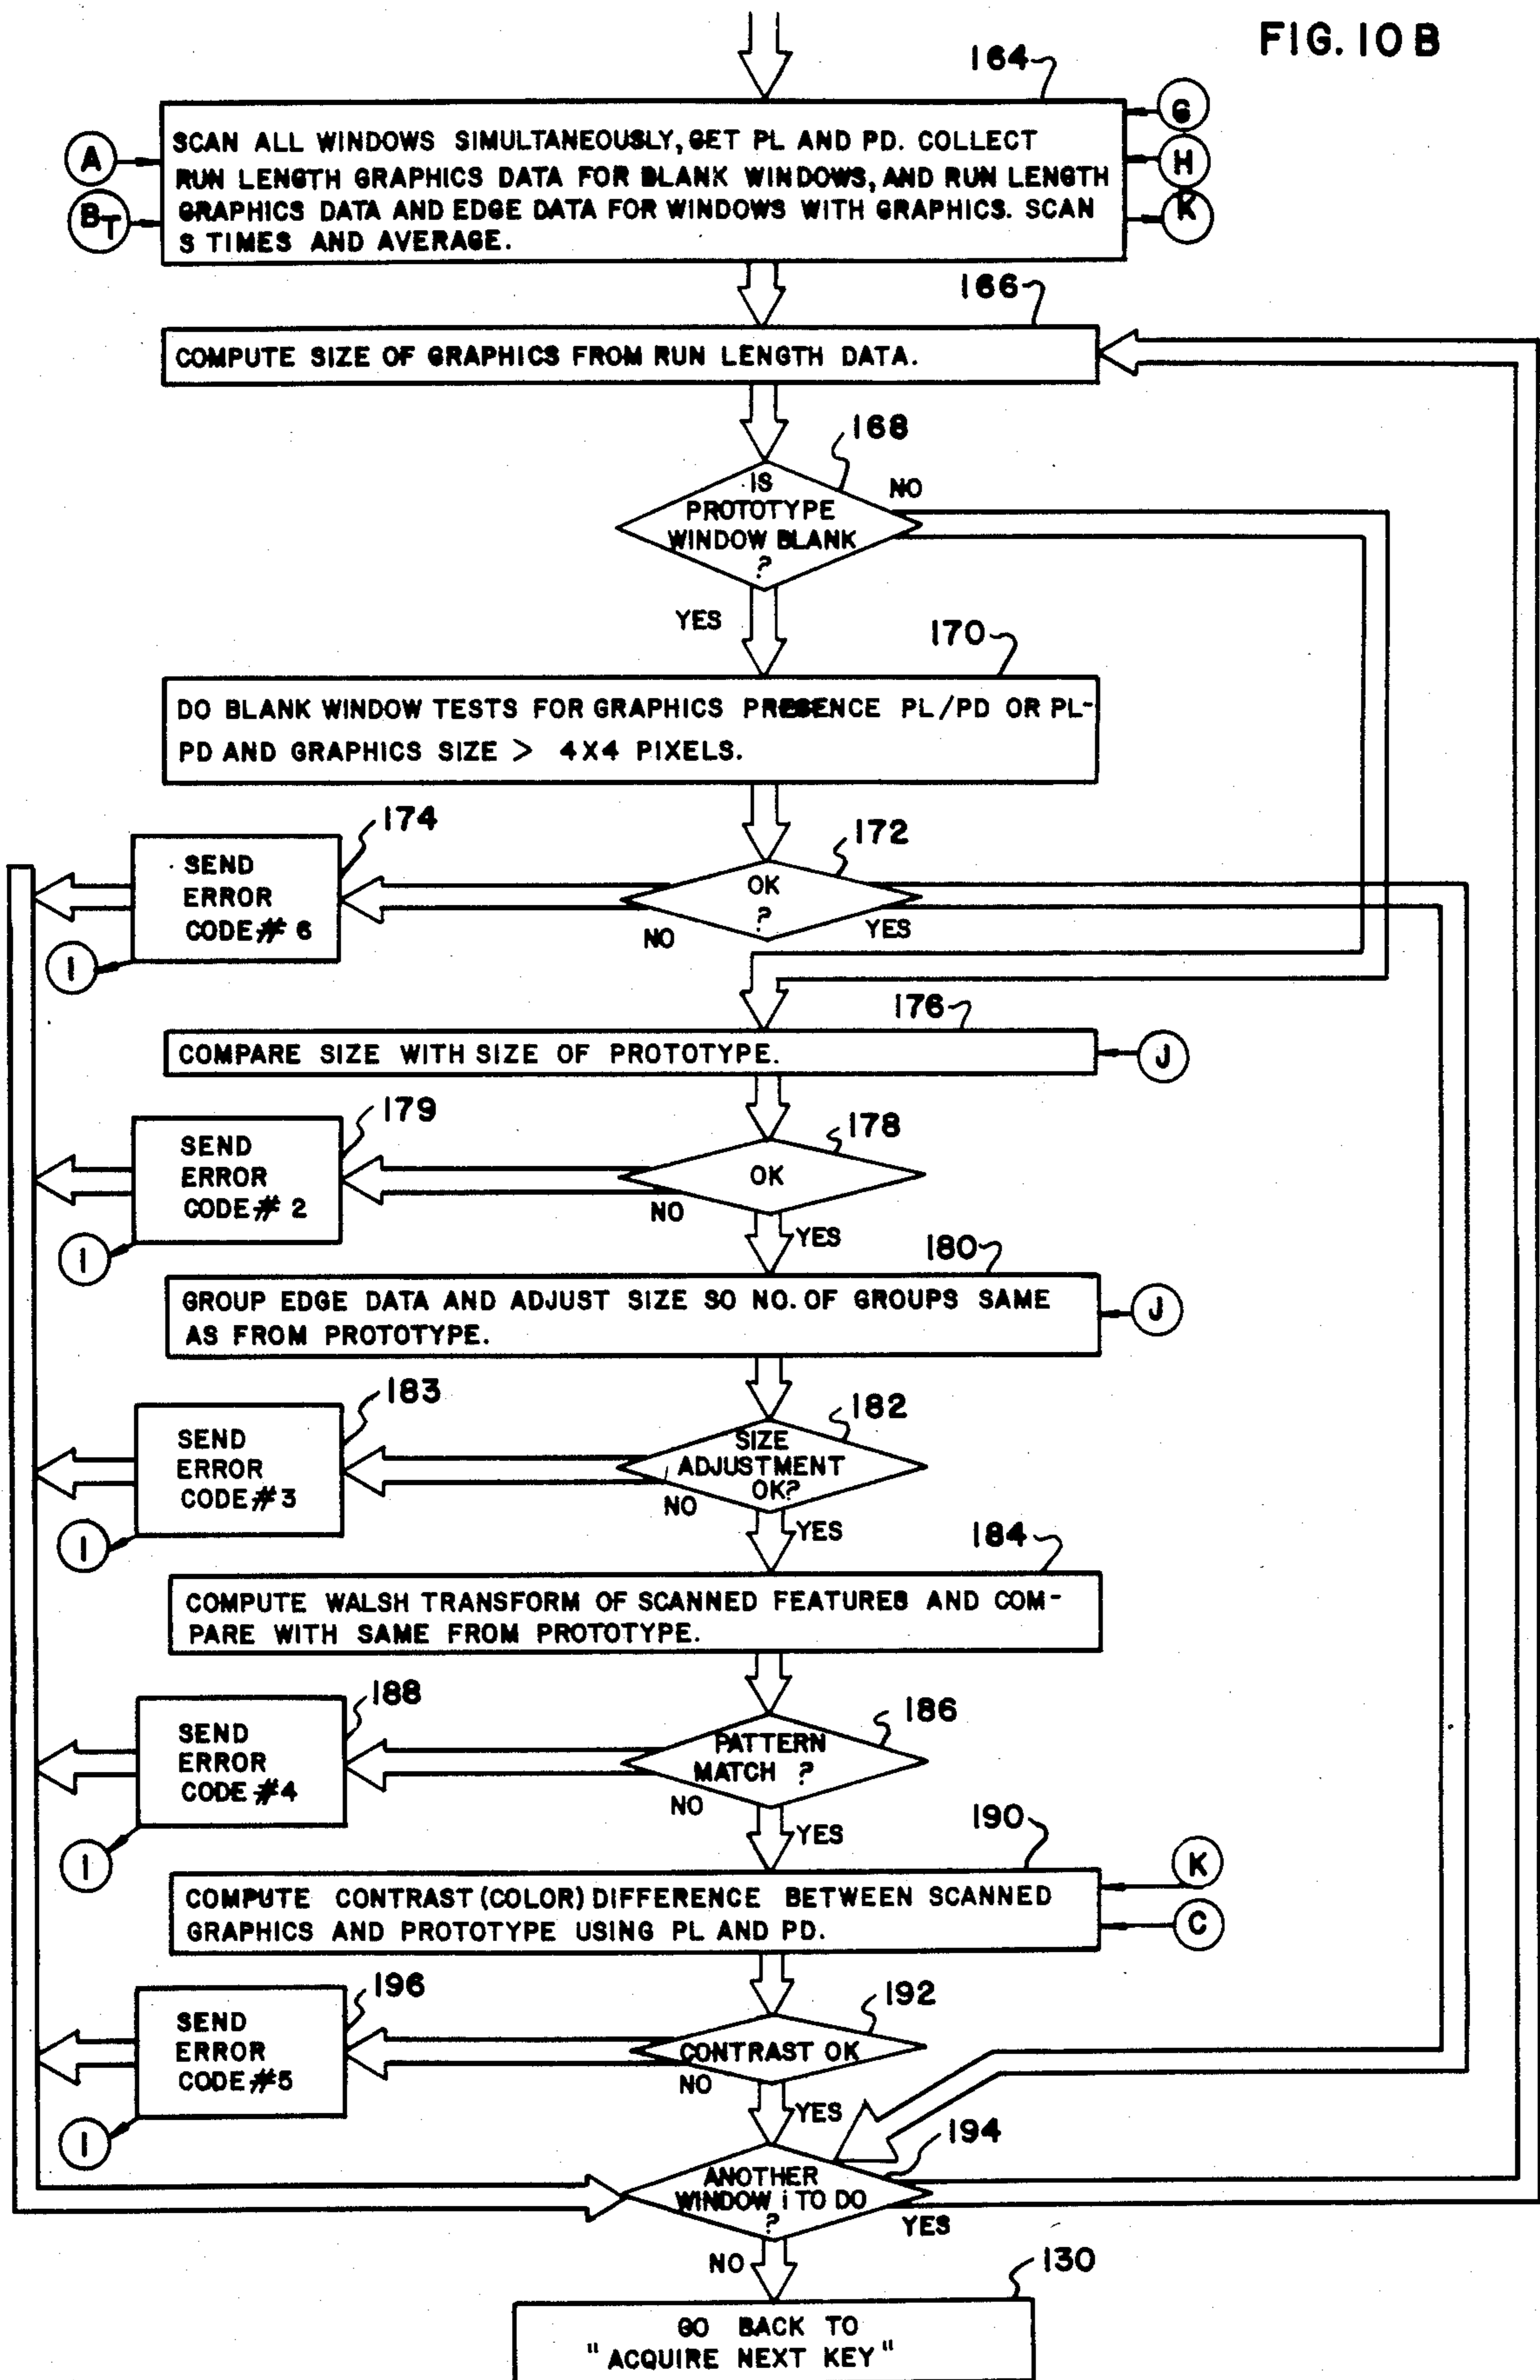 FIG. 10B
164
SCAN ALL WINDOWS SIMULTANEOUSLY, GET PL AND PD. COLLECT
RUN LENGTH GRAPHICS DATA FOR BLANK WINDOWS, AND RUN LENGTH
GRAPHICS DATA AND EDGE DATA FOR WINDOWS WITH GRAPHICS. SCAN
S TIMES AND AVERAGE.
A
BT
G
H
K
166
COMPUTE SIZE OF GRAPHICS FROM RUN LENGTH DATA.
168
IS
PROTOTYPE
WINDOW BLANK
?
NO
YES
170
DO BLANK WINDOW TESTS FOR GRAPHICS PRESENCE PL/PD OR PL-
PD AND GRAPHICS SIZE > 4X4 PIXELS.
172
OK
?
NO
YES
174
SEND
ERROR
CODE # 6
I
176
COMPARE SIZE WITH SIZE OF PROTOTYPE.
J
178
OK
NO
YES
179
SEND
ERROR
CODE # 2
I
180
GROUP EDGE DATA AND ADJUST SIZE SO NO. OF GROUPS SAME
AS FROM PROTOTYPE.
J
182
SIZE
ADJUSTMENT
OK?
NO
YES
183
SEND
ERROR
CODE #3
I
184
COMPUTE WALSH TRANSFORM OF SCANNED FEATURES AND COM-
PARE WITH SAME FROM PROTOTYPE.
186
PATTERN
MATCH ?
NO
YES
188
SEND
ERROR
CODE #4
I
190
COMPUTE CONTRAST (COLOR) DIFFERENCE BETWEEN SCANNED
GRAPHICS AND PROTOTYPE USING PL AND PD.
K
C
192
CONTRAST OK
NO
YES
196
SEND
ERROR
CODE #5
I
194
ANOTHER
WINDOW i TO DO
?
YES
NO
130
GO BACK TO
"ACQUIRE NEXT KEY"